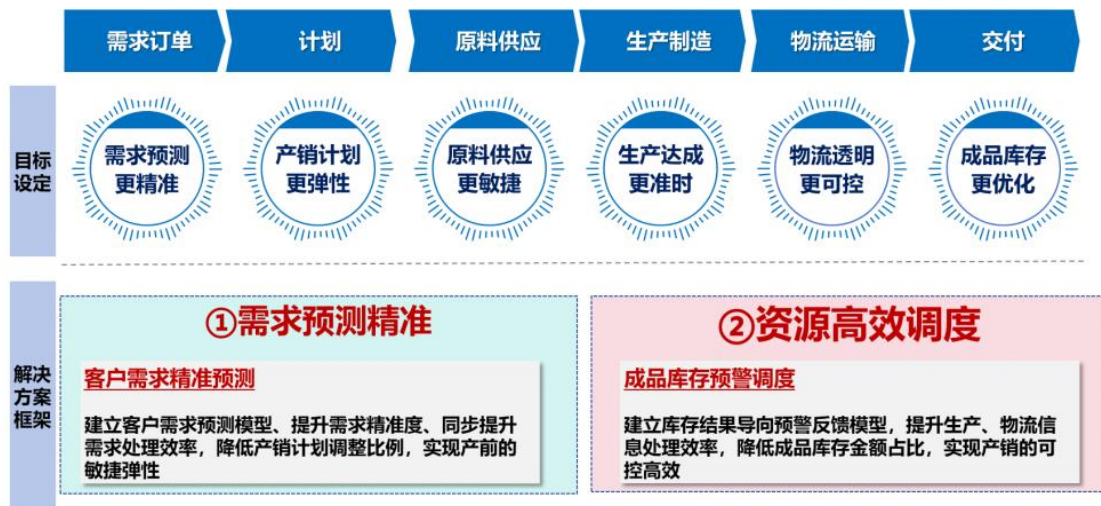 需求订单
计划
原料供应
生产制造
物流运输
交付
目标
设定
需求预测
更精准
产销计划
更弹性
原料供应
更敏捷
生产达成
更准时
物流透明
更可控
成品库存
更优化
解决
方案
框架
①需求预测精准
客户需求精准预测
建立客户需求预测模型、提升需求精准度、同步提升
需求处理效率，降低产销计划调整比例，实现产前的
敏捷弹性
②资源高效调度
成品库存预警调度
建立库存结果导向预警反馈模型，提升生产、物流信
息处理效率，降低成品库存金额占比，实现产销的可
控高效